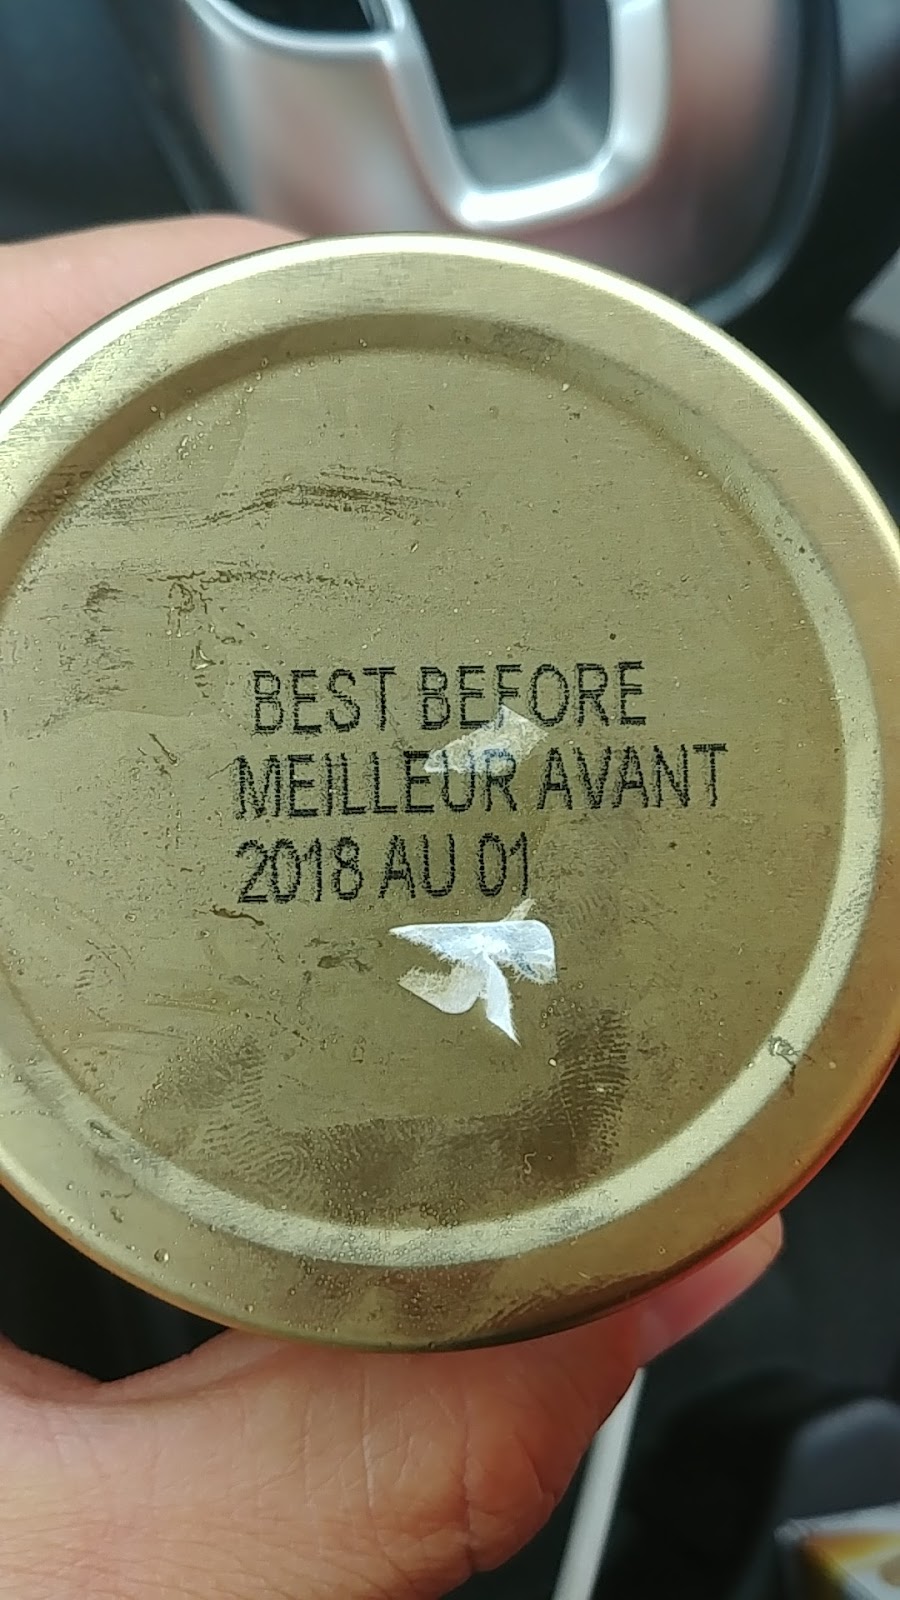 BEST BEFORE
MEILLEUR AVANT
2018 AU 01